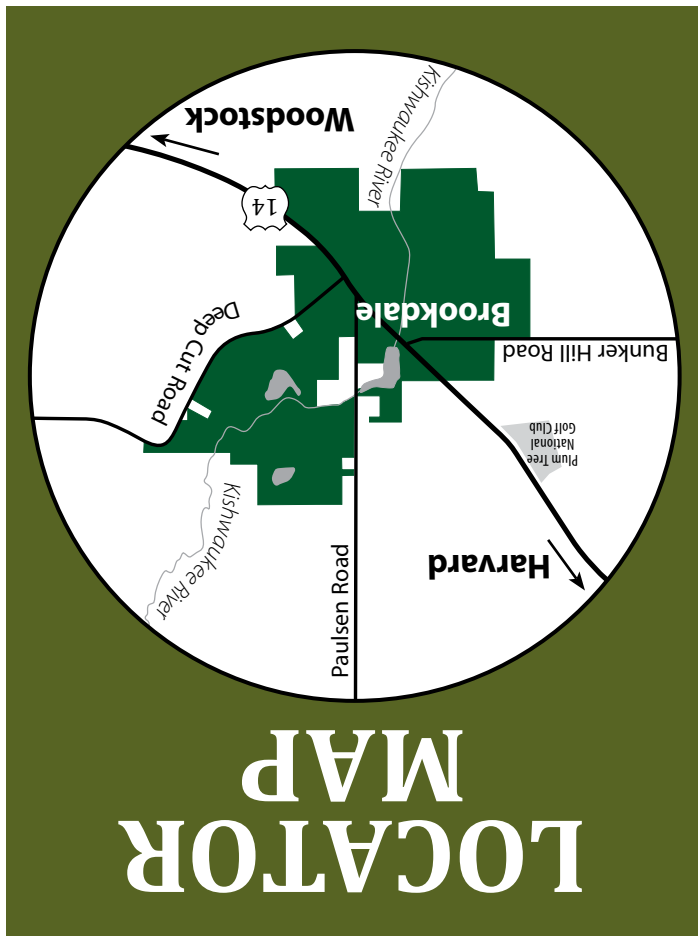 LOCATOR
MAP
Harvard
Paulsen Road
Kishwaukee River
Plum Tree
National
Golf Club
Bunker Hill Road
Deep Cut Road
Brookdale
14
Kishwaukee River
Woodstock